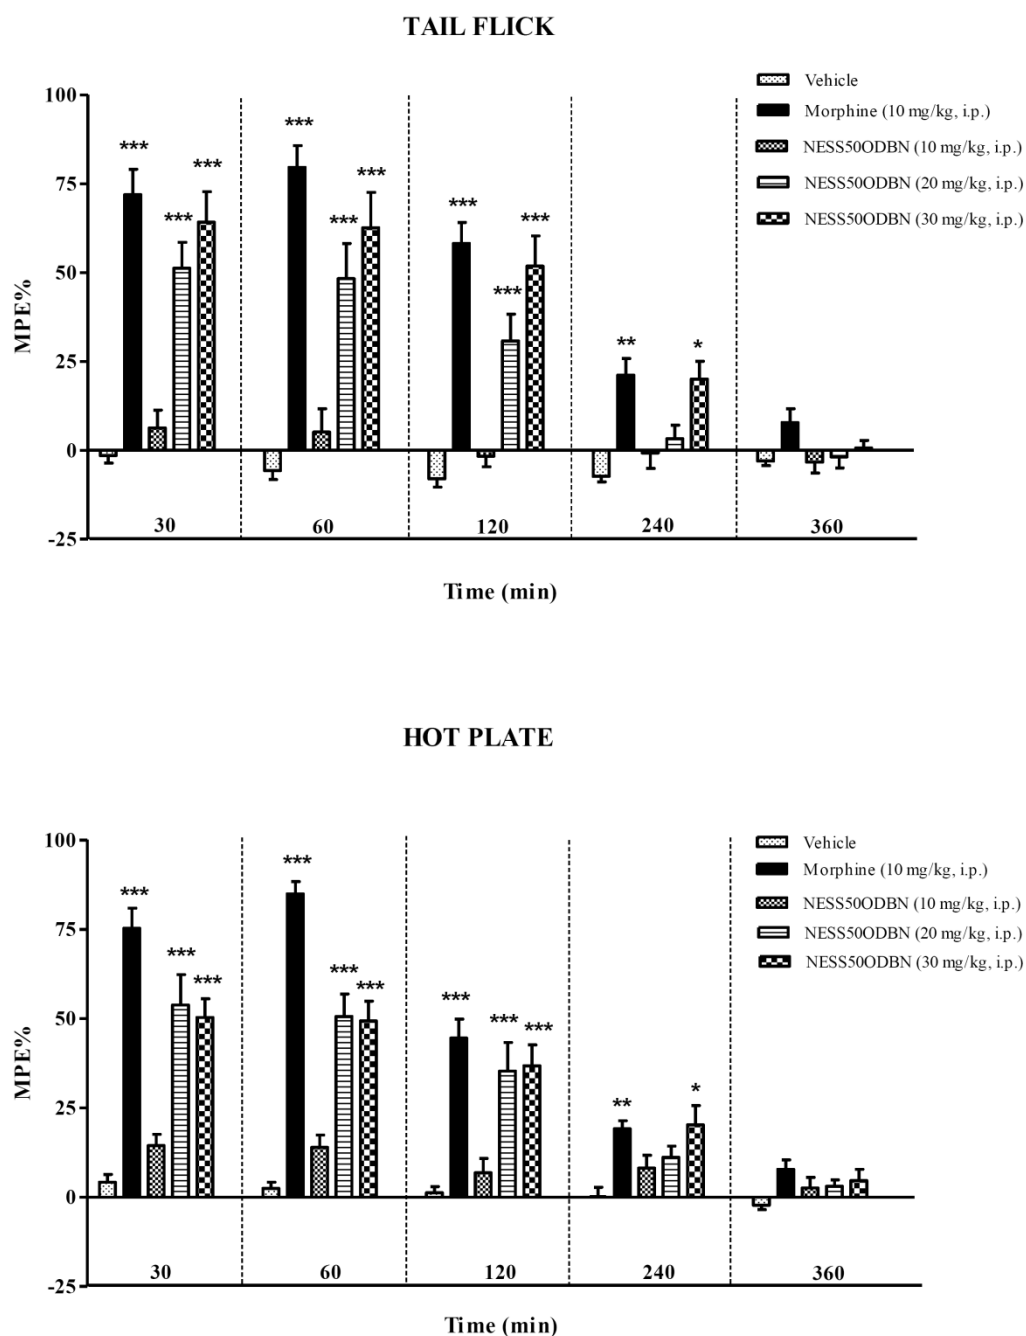 TAIL FLICK
Vehicle
Morphine (10 mg/kg, i.p.)
NESS50ODBN (10 mg/kg, i.p.)
NESS50ODBN (20 mg/kg, i.p.)
NESS50ODBN (30 mg/kg, i.p.)
100
75
50
25
0
-25
MPE%
*** *** *** ***
*** *** *** ***
*** *** ***
** *
30 60 120 240 360
Time (min)
HOT PLATE
Vehicle
Morphine (10 mg/kg, i.p.)
NESS50ODBN (10 mg/kg, i.p.)
NESS50ODBN (20 mg/kg, i.p.)
NESS50ODBN (30 mg/kg, i.p.)
100
75
50
25
0
-25
MPE%
*** *** ***
*** *** ***
*** *** ***
** *
30 60 120 240 360
Time (min)